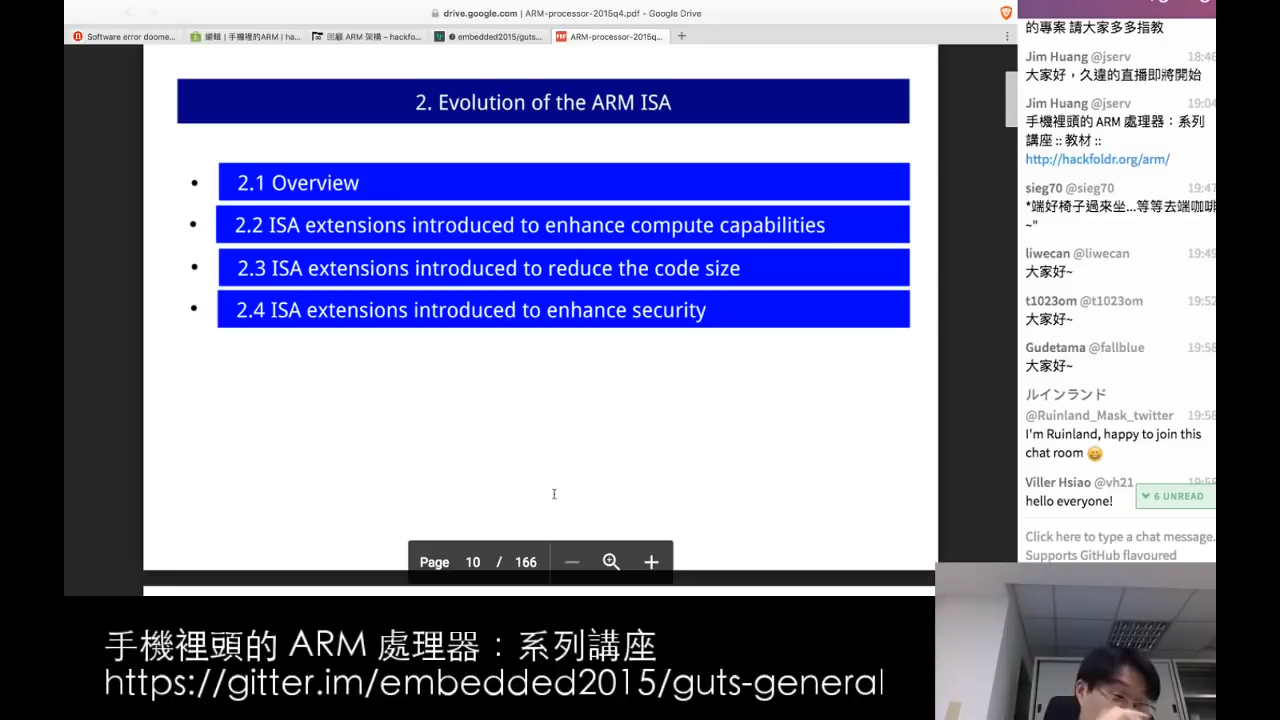 drive.google.com | ARM-processor-2015q4.pdf - Google Drive
Software error doome...
編輯 | 手機裡的ARM | ha...
回顧 ARM 架構 – hackfo...
embedded2015/guts...
ARM-processor-2015q...
2. Evolution of the ARM ISA
• 2.1 Overview
• 2.2 ISA extensions introduced to enhance compute capabilities
• 2.3 ISA extensions introduced to reduce the code size
• 2.4 ISA extensions introduced to enhance security
Page 10 / 166
的專案 請大家多多指教
Jim Huang @jserv 18:46
大家好，久違的直播即將開始
Jim Huang @jserv 19:04
手機裡頭的 ARM 處理器：系列
講座 :: 教材 ::
http://hackfoldr.org/arm/
sieg70 @sieg70 19:47
*端好椅子過來坐...等等去端咖啡
~"
liwecan @liwecan 19:49
大家好~
t1023om @t1023om 19:52
大家好~
Gudetama @fallblue 19:58
大家好~
ルインランド
@Ruinland_Mask_twitter 19:58
I'm Ruinland, happy to join this
chat room
Viller Hsiao @vh21
hello everyone!
6 UNREAD
Click here to type a chat message.
Supports GitHub flavoured
手機裡頭的 ARM 處理器：系列講座
https://gitter.im/embedded2015/guts-general